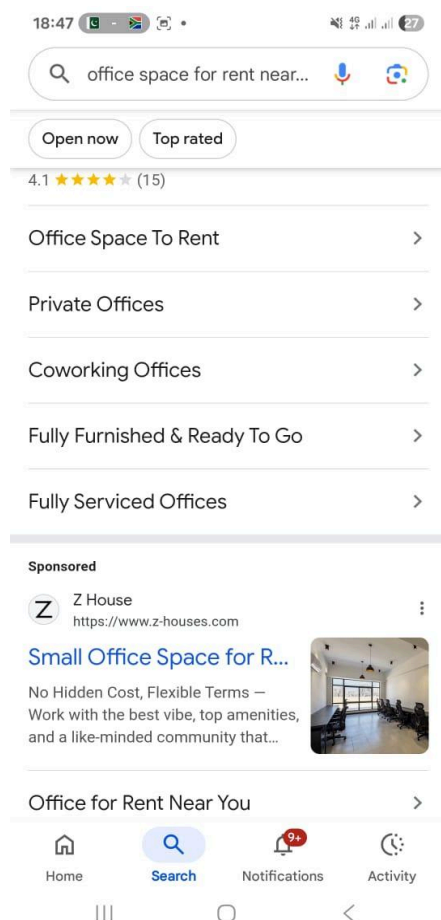 18:47 - 4G 27
office space for rent near...
Open now Top rated
4.1 (15)
Office Space To Rent
Private Offices
Coworking Offices
Fully Furnished & Ready To Go
Fully Serviced Offices
Sponsored
Z
Z House
https://www.z-houses.com
Small Office Space for R...
No Hidden Cost, Flexible Terms —
Work with the best vibe, top amenities,
and a like-minded community that...
Office for Rent Near You
9+
Home Search Notifications Activity